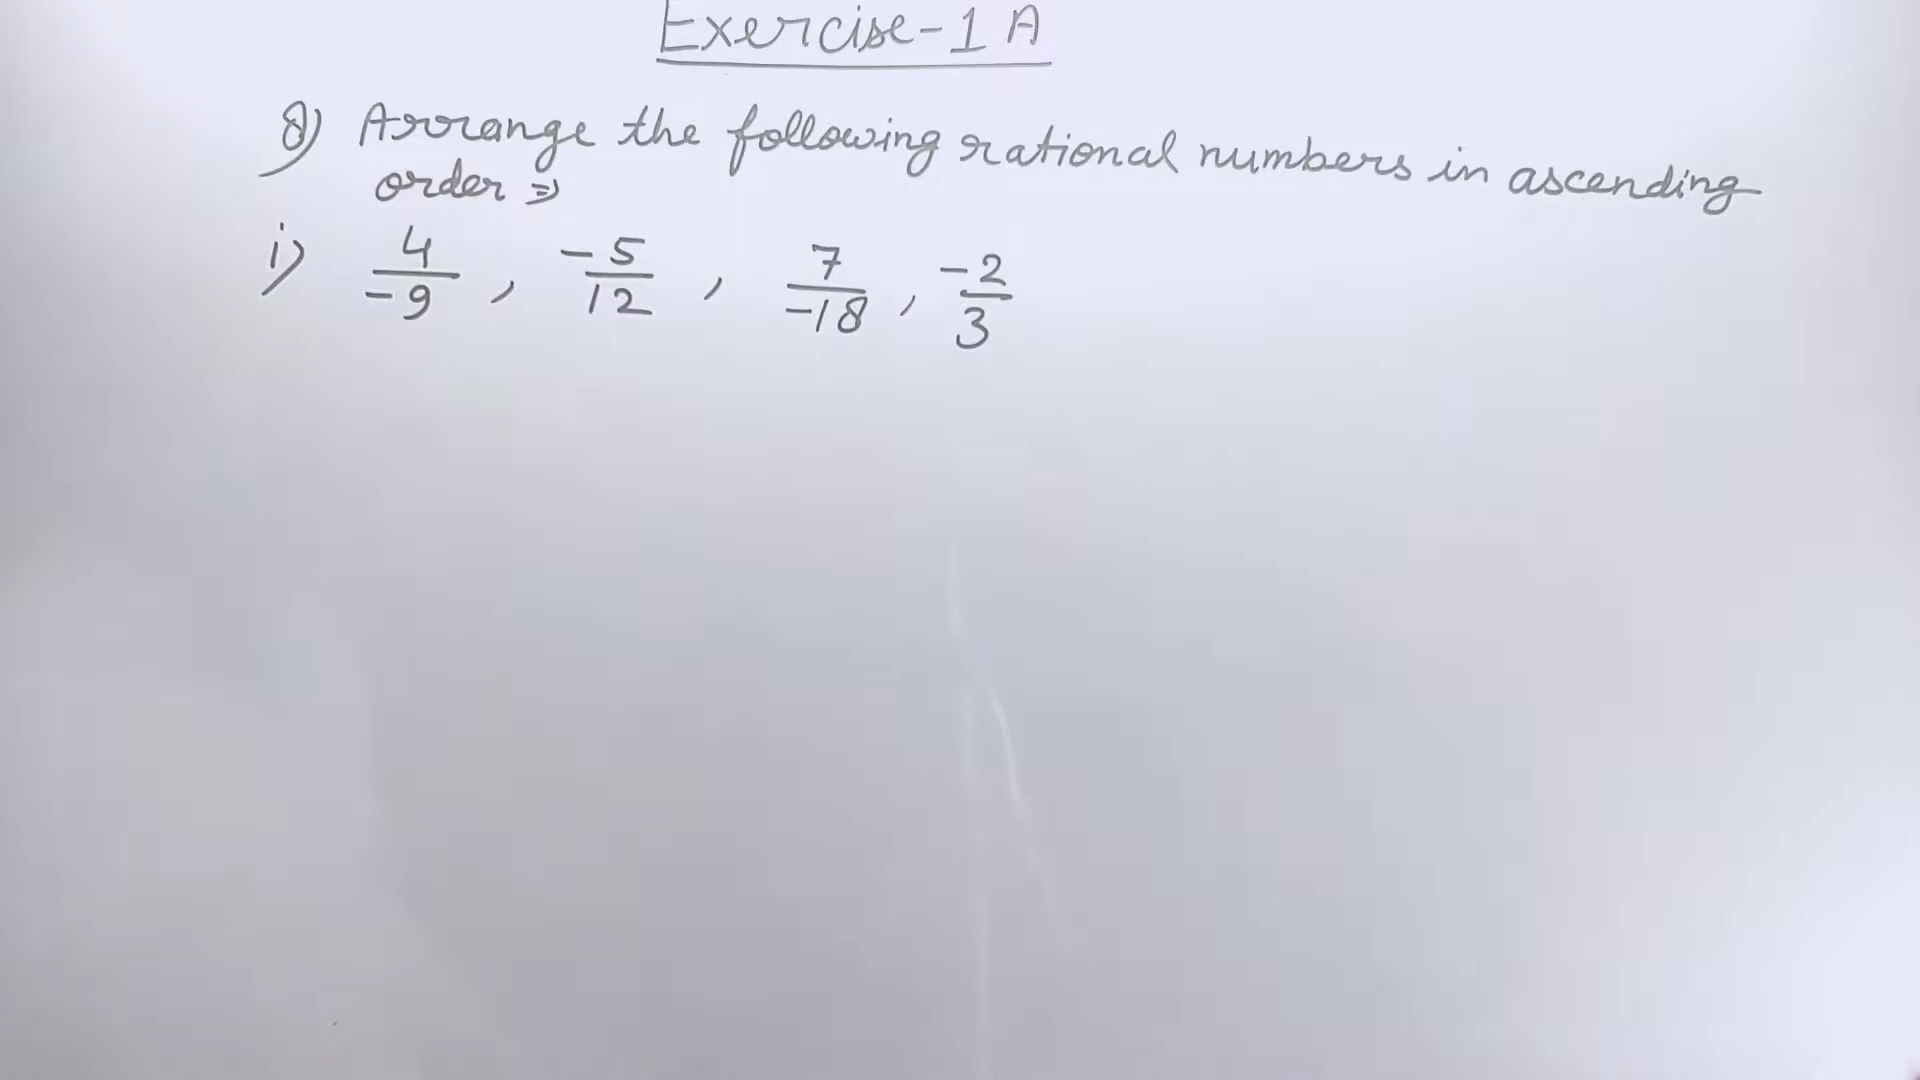 Exercise-1 A
8) Arrange the following rational numbers in ascending
order ⇒
i) 4/-9 , -5/12 , 7/-18 , -2/3